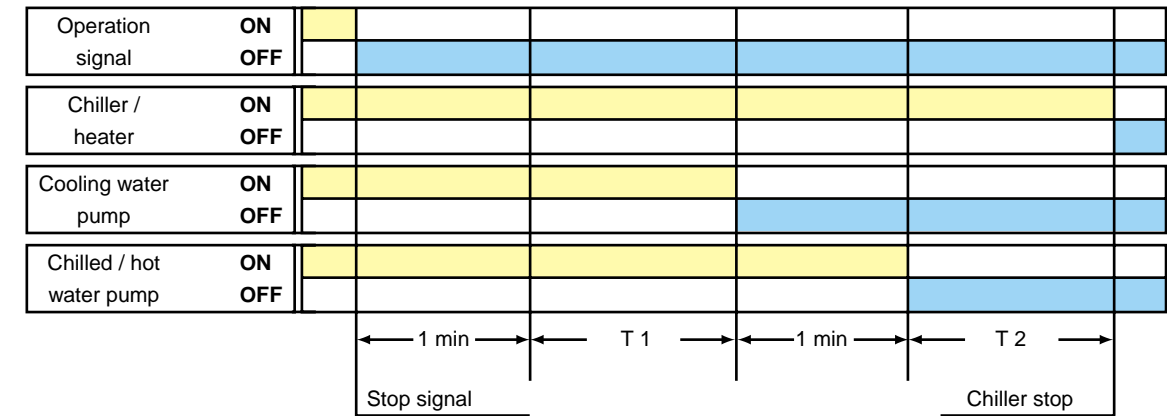 Operation ON
signal OFF
Chiller / ON
heater OFF
Cooling water ON
pump OFF
Chilled / hot ON
water pump OFF
1 min T 1 1 min T 2
Stop signal Chiller stop